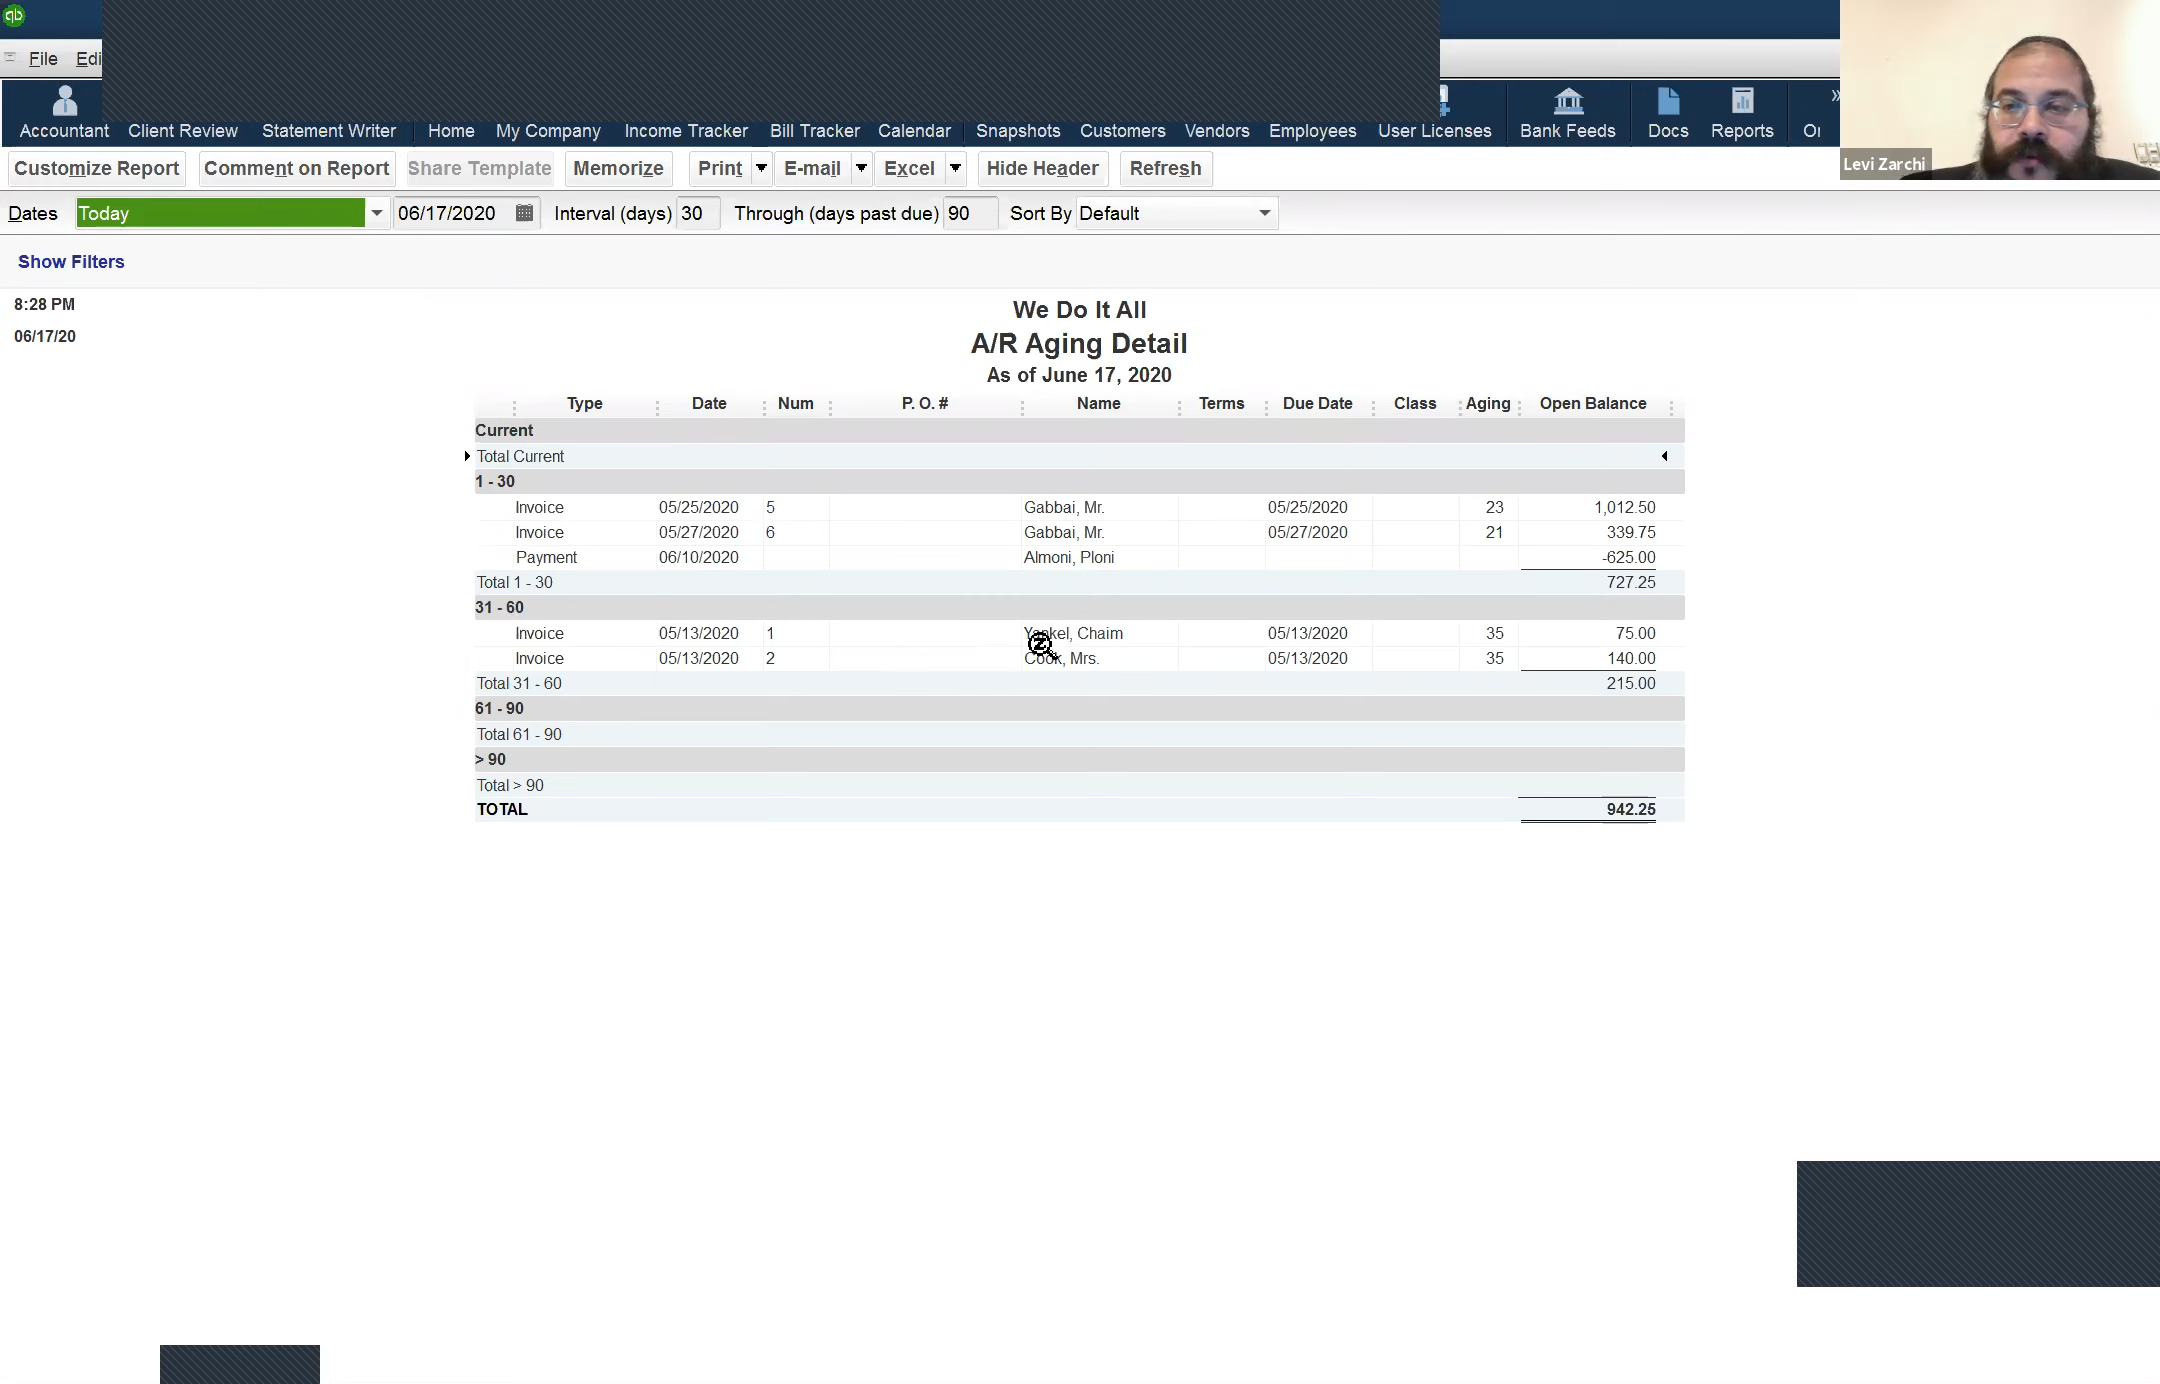 qb
File Edi
Accountant Client Review Statement Writer Home My Company Income Tracker Bill Tracker Calendar Snapshots Customers Vendors Employees User Licenses Bank Feeds Docs Reports
Levi Zarchi
Customize Report Comment on Report Share Template Memorize Print E-mail Excel Hide Header Refresh
Dates Today 06/17/2020 Interval (days) 30 Through (days past due) 90 Sort By Default
Show Filters
8:28 PM
06/17/20
We Do It All
A/R Aging Detail
As of June 17, 2020
Type Date Num P. O. # Name Terms Due Date Class Aging Open Balance
Current
Total Current
1 - 30
Invoice 05/25/2020 5 Gabbai, Mr. 05/25/2020 23 1,012.50
Invoice 05/27/2020 6 Gabbai, Mr. 05/27/2020 21 339.75
Payment 06/10/2020 Almoni, Ploni -625.00
Total 1 - 30 727.25
31 - 60
Invoice 05/13/2020 1 Yankel, Chaim 05/13/2020 35 75.00
Invoice 05/13/2020 2 Cook, Mrs. 05/13/2020 35 140.00
Total 31 - 60 215.00
61 - 90
Total 61 - 90
> 90
Total > 90
TOTAL 942.25